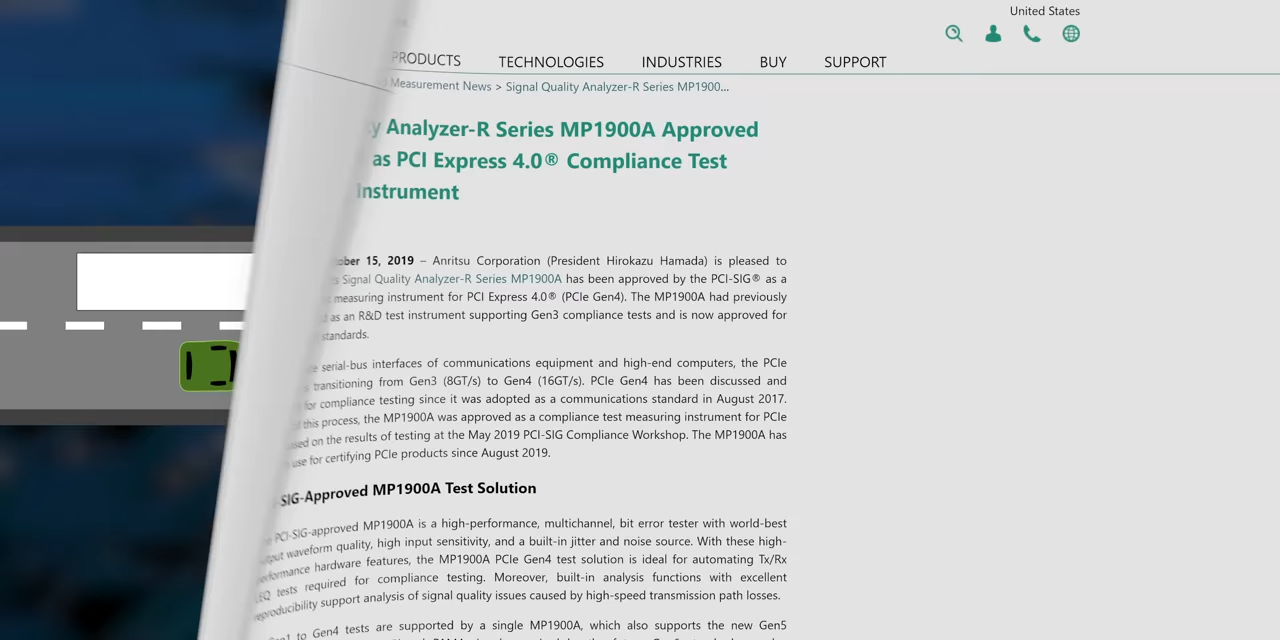 United States
PRODUCTS TECHNOLOGIES INDUSTRIES BUY SUPPORT
Measurement News > Signal Quality Analyzer-R Series MP1900...
Analyzer-R Series MP1900A Approved
as PCI Express 4.0® Compliance Test
Instrument
15, 2019 – Anritsu Corporation (President Hirokazu Hamada) is pleased to
Signal Quality Analyzer-R Series MP1900A has been approved by the PCI-SIG® as a
measuring instrument for PCI Express 4.0® (PCIe Gen4). The MP1900A had previously
as an R&D test instrument supporting Gen3 compliance tests and is now approved for
standards.
serial-bus interfaces of communications equipment and high-end computers, the PCIe
transitioning from Gen3 (8GT/s) to Gen4 (16GT/s). PCIe Gen4 has been discussed and
for compliance testing since it was adopted as a communications standard in August 2017.
this process, the MP1900A was approved as a compliance test measuring instrument for PCIe
on the results of testing at the May 2019 PCI-SIG Compliance Workshop. The MP1900A has
use for certifying PCIe products since August 2019.
-SIG-Approved MP1900A Test Solution
PCI-SIG-approved MP1900A is a high-performance, multichannel, bit error tester with world-best
waveform quality, high input sensitivity, and a built-in jitter and noise source. With these high-
performance hardware features, the MP1900A PCIe Gen4 test solution is ideal for automating Tx/Rx
LEQ tests required for compliance testing. Moreover, built-in analysis functions with excellent
reproducibility support analysis of signal quality issues caused by high-speed transmission path losses.
Gen1 to Gen4 tests are supported by a single MP1900A, which also supports the new Gen5